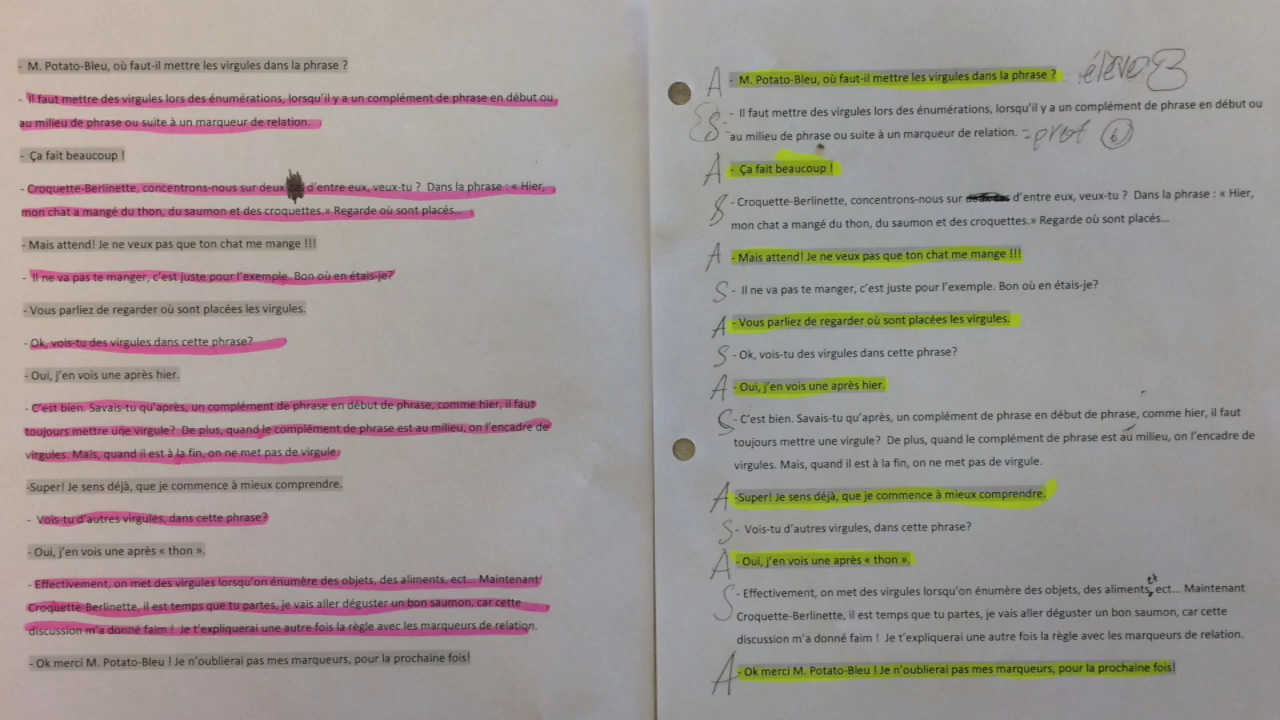 - M. Potato-Bleu, où faut-il mettre les virgules dans la phrase ?
- Il faut mettre des virgules lors des énumérations, lorsqu'il y a un complément de phrase en début ou
au milieu de phrase ou suite à un marqueur de relation.
- Ça fait beaucoup !
- Croquette-Berlinette, concentrons-nous sur deux d'entre eux, veux-tu ? Dans la phrase : « Hier,
mon chat a mangé du thon, du saumon et des croquettes.» Regarde où sont placés...
- Mais attend! Je ne veux pas que ton chat me mange !!!
- Il ne va pas te manger, c'est juste pour l'exemple. Bon où en étais-je?
- Vous parliez de regarder où sont placées les virgules.
- Ok, vois-tu des virgules dans cette phrase?
- Oui, j'en vois une après hier.
- C'est bien. Savais-tu qu'après, un complément de phrase en début de phrase, comme hier, il faut
toujours mettre une virgule? De plus, quand le complément de phrase est au milieu, on l'encadre de
virgules. Mais, quand il est à la fin, on ne met pas de virgule.
-Super! Je sens déjà, que je commence à mieux comprendre.
- Vois-tu d'autres virgules, dans cette phrase?
- Oui, j'en vois une après « thon ».
- Effectivement, on met des virgules lorsqu'on énumère des objets, des aliments, ect... Maintenant
Croquette-Berlinette, il est temps que tu partes, je vais aller déguster un bon saumon, car cette
discussion m'a donné faim ! Je t'expliquerai une autre fois la règle avec les marqueurs de relation.
- Ok merci M. Potato-Bleu ! Je n'oublierai pas mes marqueurs, pour la prochaine fois!
A - M. Potato-Bleu, où faut-il mettre les virgules dans la phrase ?
S - Il faut mettre des virgules lors des énumérations, lorsqu'il y a un complément de phrase en début ou
au milieu de phrase ou suite à un marqueur de relation. = prof 6
A - Ça fait beaucoup !
S - Croquette-Berlinette, concentrons-nous sur d'entre eux, veux-tu ? Dans la phrase : « Hier,
mon chat a mangé du thon, du saumon et des croquettes.» Regarde où sont placés...
A - Mais attend! Je ne veux pas que ton chat me mange !!!
S - Il ne va pas te manger, c'est juste pour l'exemple. Bon où en étais-je?
A - Vous parliez de regarder où sont placées les virgules.
S - Ok, vois-tu des virgules dans cette phrase?
A - Oui, j'en vois une après hier.
S - C'est bien. Savais-tu qu'après, un complément de phrase en début de phrase, comme hier, il faut
toujours mettre une virgule? De plus, quand le complément de phrase est au milieu, on l'encadre de
virgules. Mais, quand il est à la fin, on ne met pas de virgule.
A -Super! Je sens déjà, que je commence à mieux comprendre.
S - Vois-tu d'autres virgules, dans cette phrase?
A - Oui, j'en vois une après « thon ».
S - Effectivement, on met des virgules lorsqu'on énumère des objets, des aliments, et ect... Maintenant
Croquette-Berlinette, il est temps que tu partes, je vais aller déguster un bon saumon, car cette
discussion m'a donné faim ! Je t'expliquerai une autre fois la règle avec les marqueurs de relation.
A - Ok merci M. Potato-Bleu ! Je n'oublierai pas mes marqueurs, pour la prochaine fois!